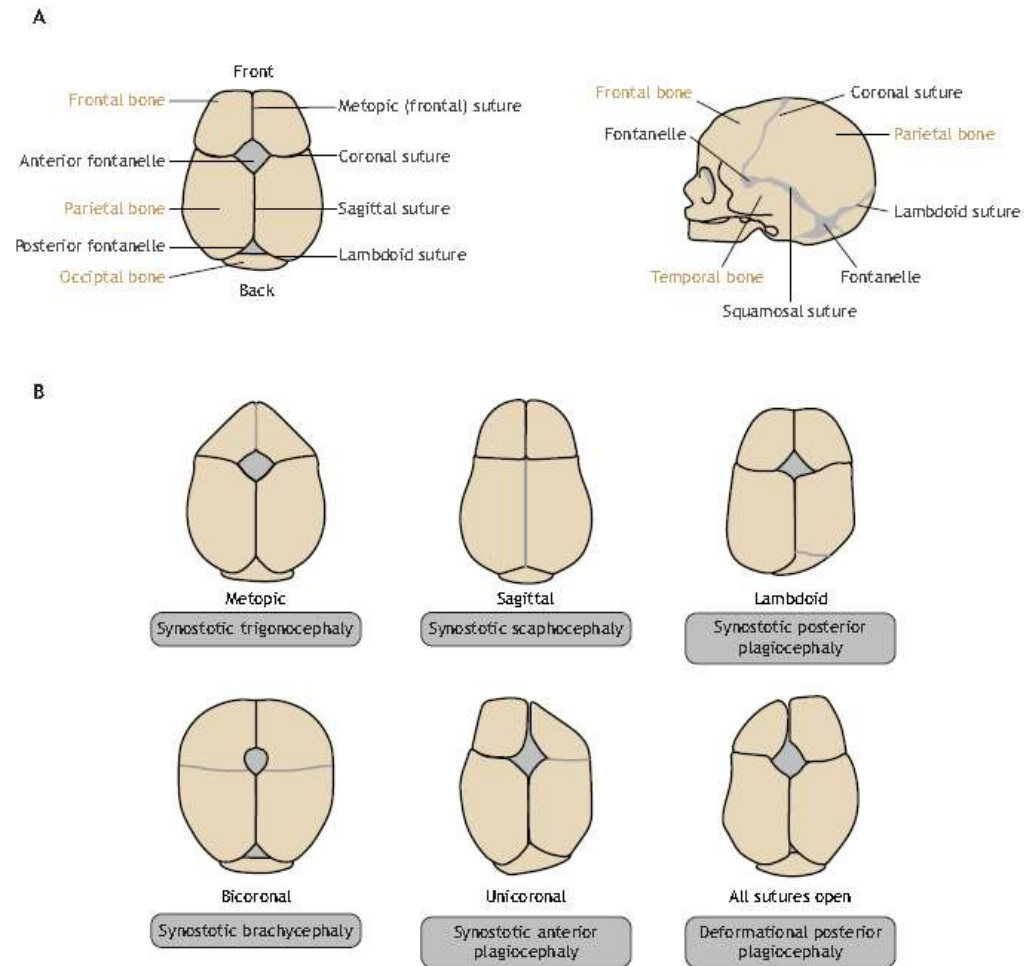 A
Front
Frontal bone
Metopic (frontal) suture
Anterior fontanelle
Coronal suture
Parietal bone
Sagittal suture
Posterior fontanelle
Lambdoid suture
Occiptal bone
Back
Frontal bone
Coronal suture
Fontanelle
Parietal bone
Lambdoid suture
Temporal bone
Fontanelle
Squamosal suture
B
Metopic
Synostotic trigonocephaly
Sagittal
Synostotic scaphocephaly
Lambdoid
Synostotic posterior
plagiocephaly
Bicoronal
Synostotic brachycephaly
Unicoronal
Synostotic anterior
plagiocephaly
All sutures open
Deformational posterior
plagiocephaly